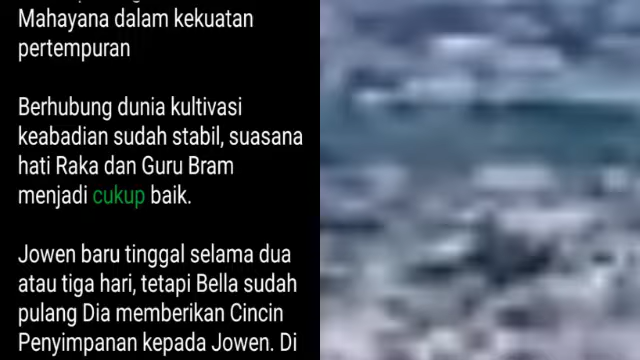 Mahayana dalam kekuatan
pertempuran
Berhubung dunia kultivasi
keabadian sudah stabil, suasana
hati Raka dan Guru Bram
menjadi cukup baik.
Jowen baru tinggal selama dua
atau tiga hari, tetapi Bella sudah
pulang Dia memberikan Cincin
Penyimpanan kepada Jowen. Di